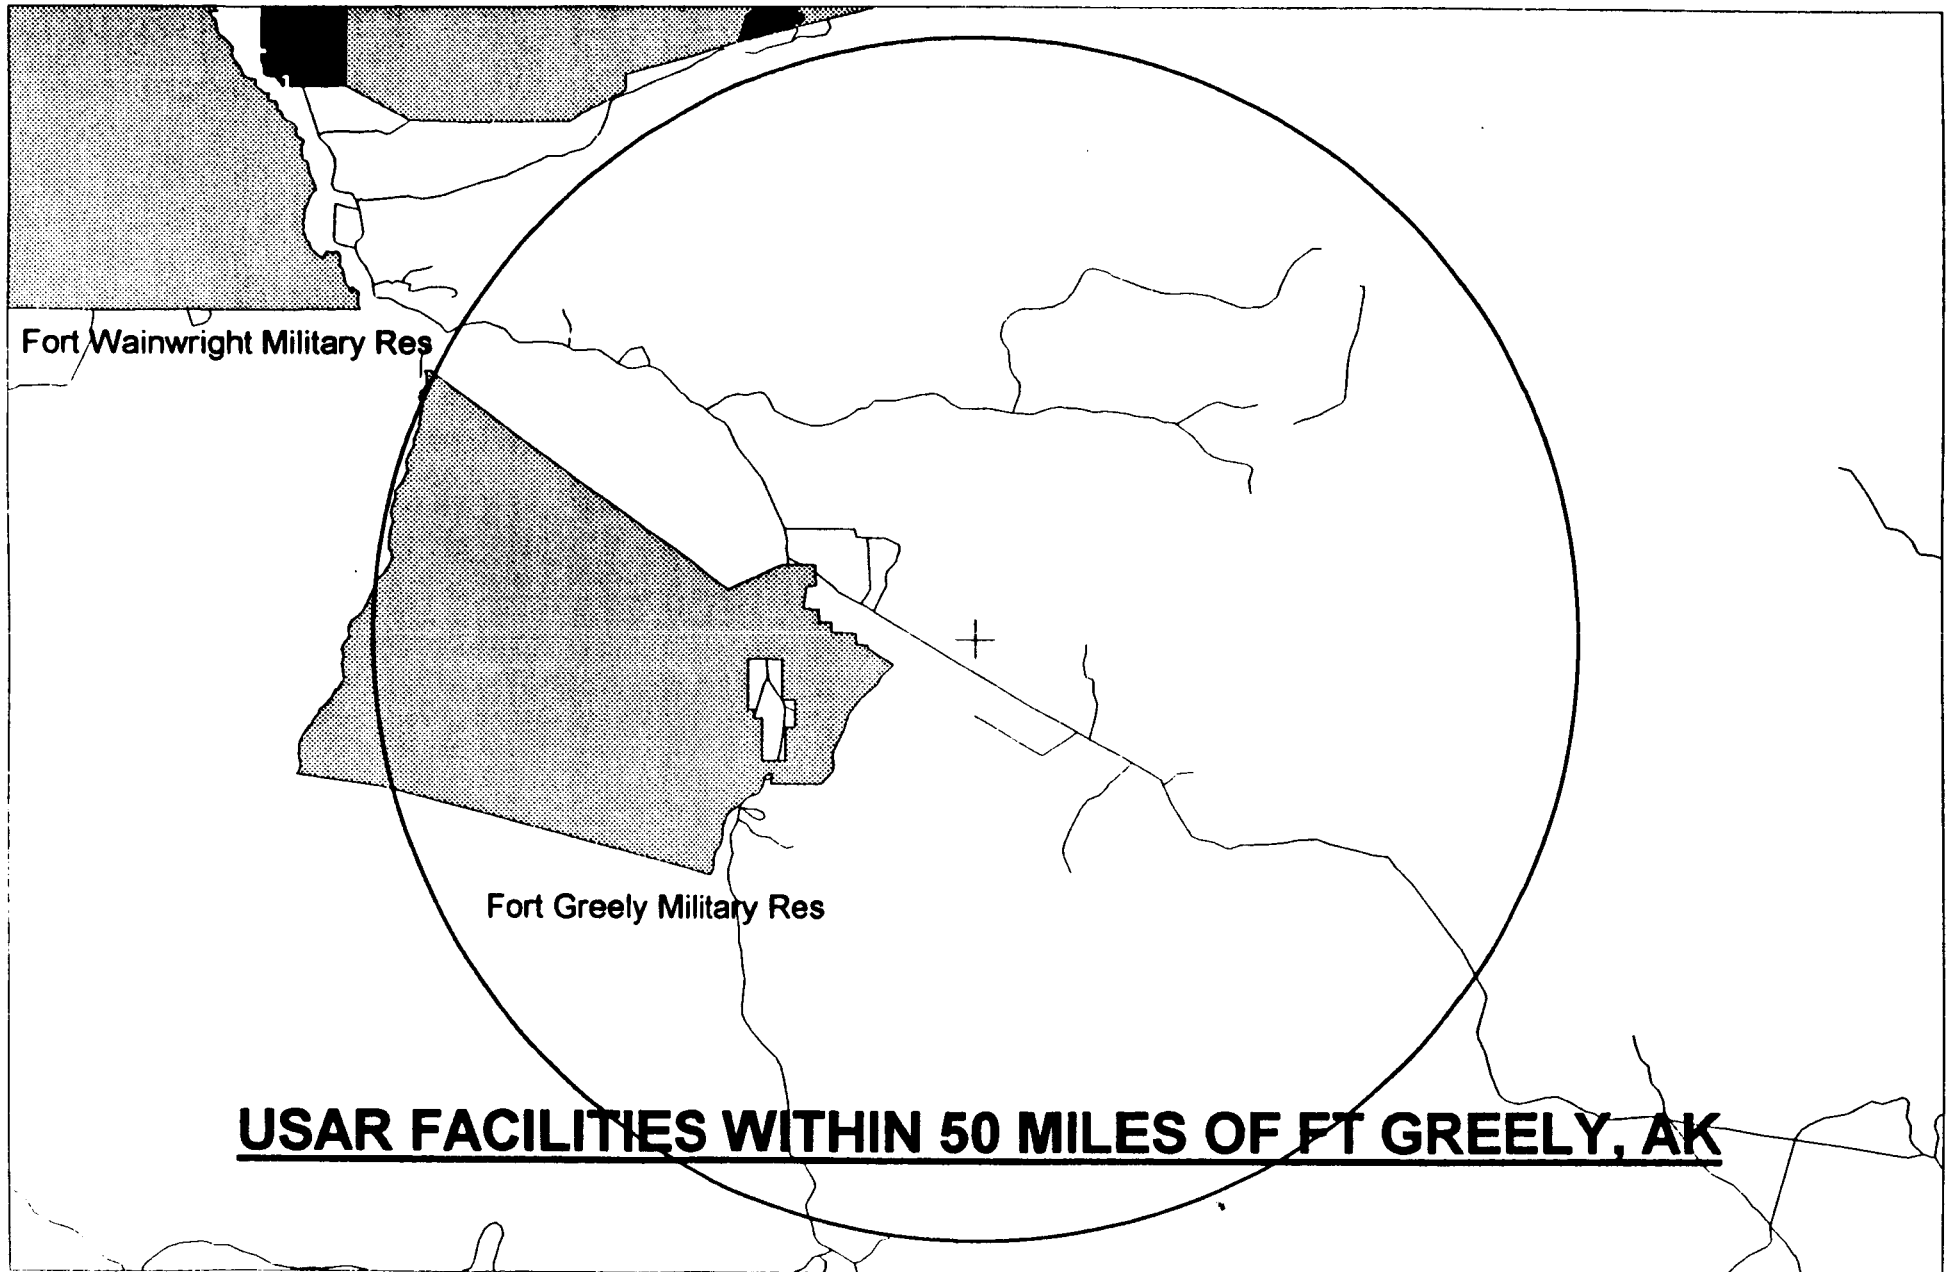 Fort Wainwright Military Res
Fort Greely Military Res
USAR FACILITIES WITHIN 50 MILES OF FT GREELY, AK